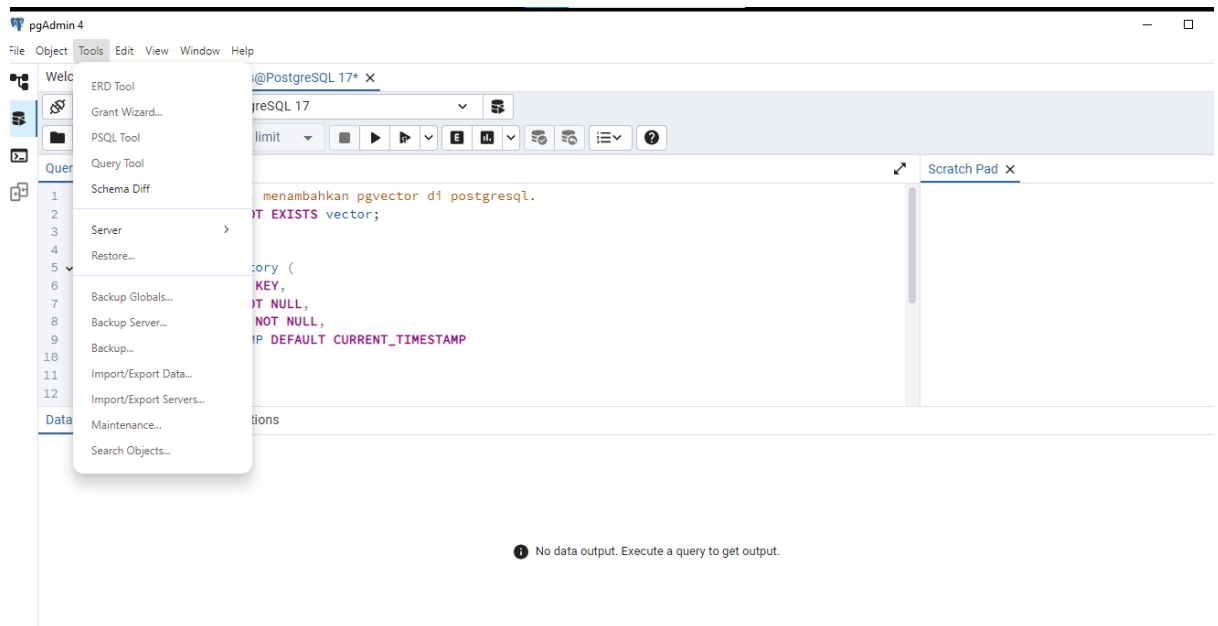 pgAdmin 4
File Object Tools Edit View Window Help
Welc
@PostgreSQL 17*
ERD Tool
Grant Wizard...
PSQL Tool
Query Tool
Schema Diff
Server
Restore...
Backup Globals...
Backup Server...
Backup...
Import/Export Data...
Import/Export Servers...
Maintenance...
Search Objects...
greSQL 17
limit
E
Quer
Scratch Pad
1 menambahkan pgvector di postgresql.
2 OT EXISTS vector;
3
4
5 tory (
6 KEY,
7 OT NULL,
8 NOT NULL,
9 MP DEFAULT CURRENT_TIMESTAMP
10
11
12
Data
tions
No data output. Execute a query to get output.